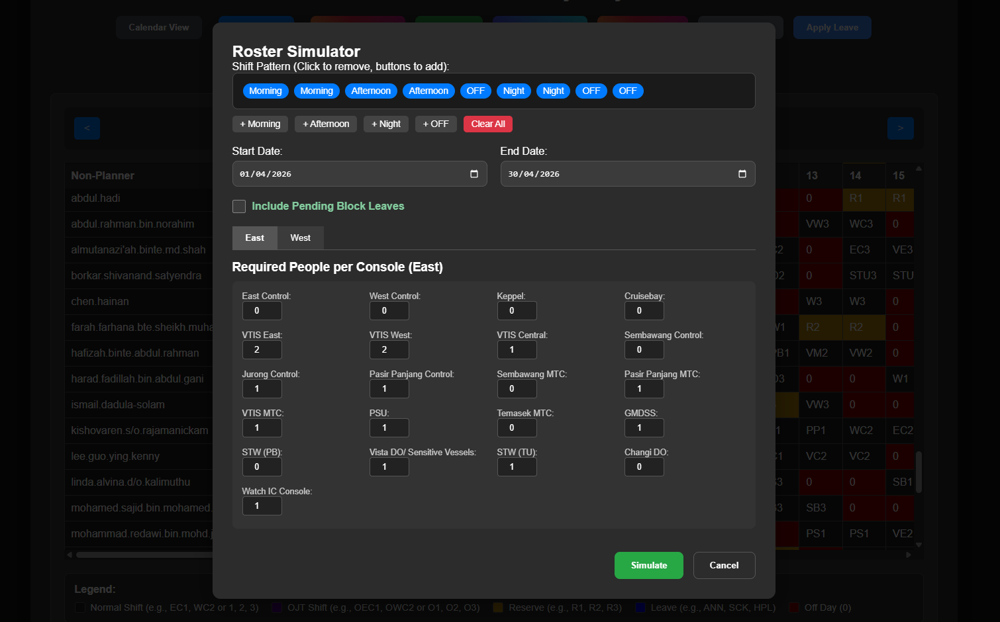 Calendar View
Apply Leave
Roster Simulator
Shift Pattern (Click to remove, buttons to add):
Morning Morning Afternoon Afternoon OFF Night Night OFF OFF
+ Morning + Afternoon + Night + OFF Clear All
Start Date: End Date:
01/04/2026 30/04/2026
Include Pending Block Leaves
East West
Required People per Console (East)
East Control: West Control: Keppel: Cruisebay:
0 0 0 0
VTIS East: VTIS West: VTIS Central: Sembawang Control:
2 2 1 0
Jurong Control: Pasir Panjang Control: Sembawang MTC: Pasir Panjang MTC:
1 1 0 1
VTIS MTC: PSU: Temasek MTC: GMDSS:
1 1 0 1
STW (PB): Vista DO/ Sensitive Vessels: STW (TU): Changi DO:
0 1 1 0
Watch IC Console:
1
Simulate Cancel
< >
Non-Planner 13 14 15
abdul.hadi 0 R1 R1
abdul.rahman.bin.norahim VW3 WC3 0
almutanazi'ah.binte.md.shah 0 EC3 VE3
borkar.shivanand.satyendra 0 STU3 STU
chen.hainan W3 W3 0
farah.farhana.bte.sheikh.muha R2 R2 0
hafizah.binte.abdul.rahman VM2 VW2 0
harad.fadillah.bin.abdul.gani 0 0 W1
ismail.dadula-solam VW3 0 0
kishovaren.s/o.rajamanickam PP1 WC2 EC2
lee.guo.ying.kenny VC2 VC2 0
linda.alvina.d/o.kalimuthu 0 0 SB1
mohamed.sajid.bin.mohamed. SB3 0 0
mohammad.redawi.bin.mohd.j PS1 PS1 VE2
Legend:
Normal Shift (e.g., EC1, WC2 or 1, 2, 3) OJT Shift (e.g., OEC1, OWC2 or O1, O2, O3) Reserve (e.g., R1, R2, R3) Leave (e.g., ANN, SCK, HPL) Off Day (0)